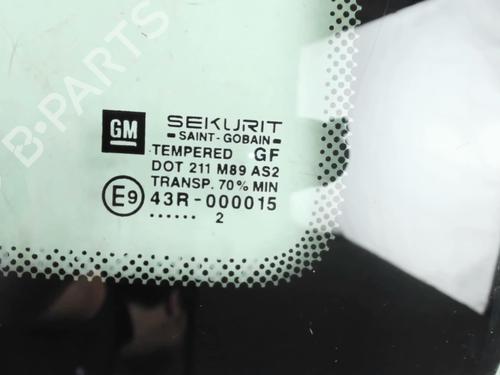 B-PARTS
GM
SEKURIT
SAINT-GOBAIN
TEMPERED GF
DOT 211 M89 AS2
TRANSP. 70% MIN
E9 43R-000015
...... 2